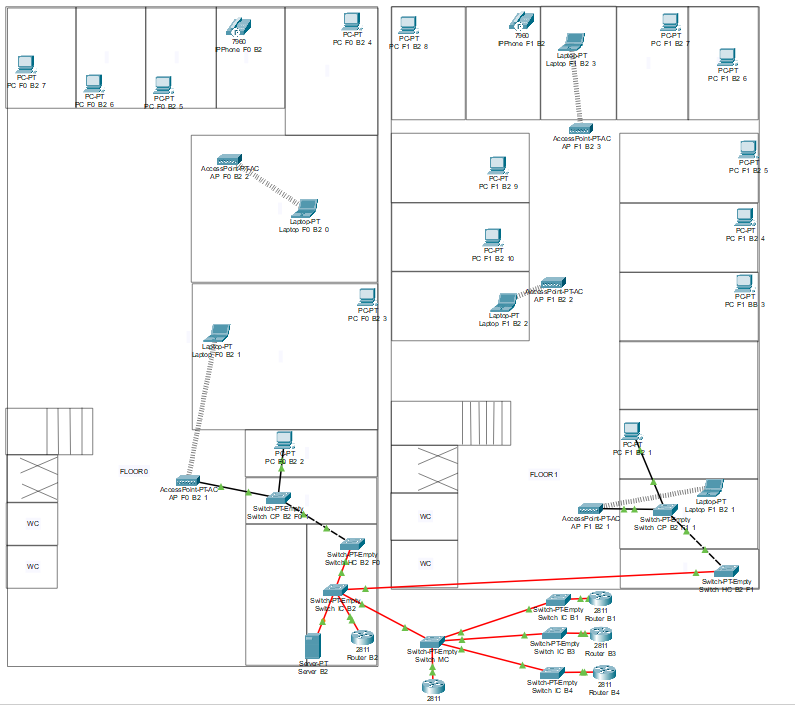 7960
IPPhone F0 B2
PC-PT
PC F0 B2 4
PC-PT
PC F0 B2 7
PC-PT
PC F0 B2 6
PC-PT
PC F0 B2 5
PC-PT
PC F1 B2 8
7960
IPPhone F1 B2
Laptop-PT
Laptop F1 B2 3
PC-PT
PC F1 B2 7
PC-PT
PC F1 B2 6
AccessPoint-PT-AC
AP F0 B2 2
Laptop-PT
Laptop F0 B2 0
AccessPoint-PT-AC
AP F1 B2 3
PC-PT
PC F1 B2 9
PC-PT
PC F1 B2 5
PC-PT
PC F1 B2 10
PC-PT
PC F1 B2 4
PC-PT
PC F0 B2 3
Laptop-PT
Laptop F0 B2 1
AccessPoint-PT-AC
AP F1 B2 2
Laptop-PT
Laptop F1 B2 2
PC-PT
PC F1 BB 3
PC-PT
PC F0 B2 2
FLOOR0
AccessPoint-PT-AC
AP F0 B2 1
Switch-PT-Empty
Switch CP B2 F0
WC
WC
Switch-PT-Empty
Switch HC B2 F0
PC-PT
PC F1 B2 1
FLOOR1
Laptop-PT
Laptop F1 B2 1
AccessPoint-PT-AC
AP F1 B2 1
Switch-PT-Empty
Switch CP B2 F1 1
WC
WC
Switch-PT-Empty
Switch HC B2 F1
Switch-PT-Empty
Switch IC B2
Server-PT
Server B2
2811
Router B2
Switch-PT-Empty
Switch MC
2811
Switch-PT-Empty
Switch IC B1
2811
Router B1
Switch-PT-Empty
Switch IC B3
2811
Router B3
Switch-PT-Empty
Switch IC B4
2811
Router B4